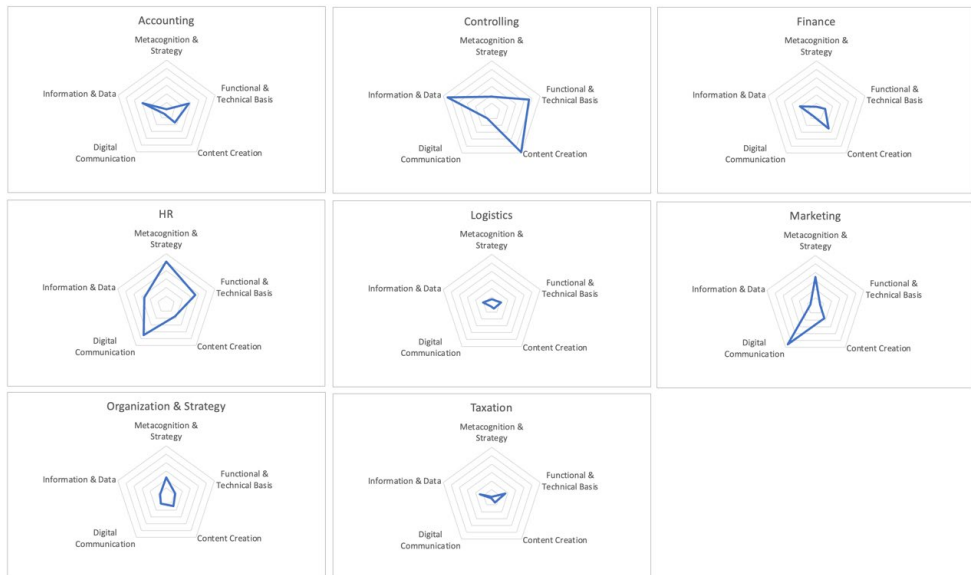 Accounting
Metacognition &
Strategy
Information & Data
Functional &
Technical Basis
Digital
Communication
Content Creation
Controlling
Metacognition &
Strategy
Information & Data
Functional &
Technical Basis
Digital
Communication
Content Creation
Finance
Metacognition &
Strategy
Information & Data
Functional &
Technical Basis
Digital
Communication
Content Creation
HR
Metacognition &
Strategy
Information & Data
Functional &
Technical Basis
Digital
Communication
Content Creation
Logistics
Metacognition &
Strategy
Information & Data
Functional &
Technical Basis
Digital
Communication
Content Creation
Marketing
Metacognition &
Strategy
Information & Data
Functional &
Technical Basis
Digital
Communication
Content Creation
Organization & Strategy
Metacognition &
Strategy
Information & Data
Functional &
Technical Basis
Digital
Communication
Content Creation
Taxation
Metacognition &
Strategy
Information & Data
Functional &
Technical Basis
Digital
Communication
Content Creation